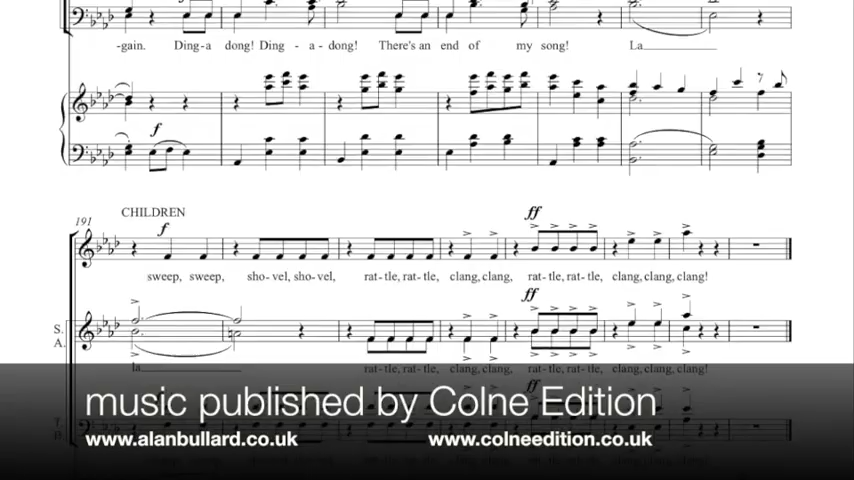 -gain. Ding-a dong! Ding - a-dong! There's an end of my song! La
f
191 CHILDREN
f ff
sweep, sweep, sho-vel, sho-vel, rat-tle, rat-tle, clang, clang, rat-tle, rat-tle, clang, clang, clang!
ff
S.
A.
la rat-tle, rat-tle, clang, clang, rat-tle, rat-tle, clang, clang, clang!
ff
music published by Colne Edition
T.
B.
www.alanbullard.co.uk www.colneedition.co.uk